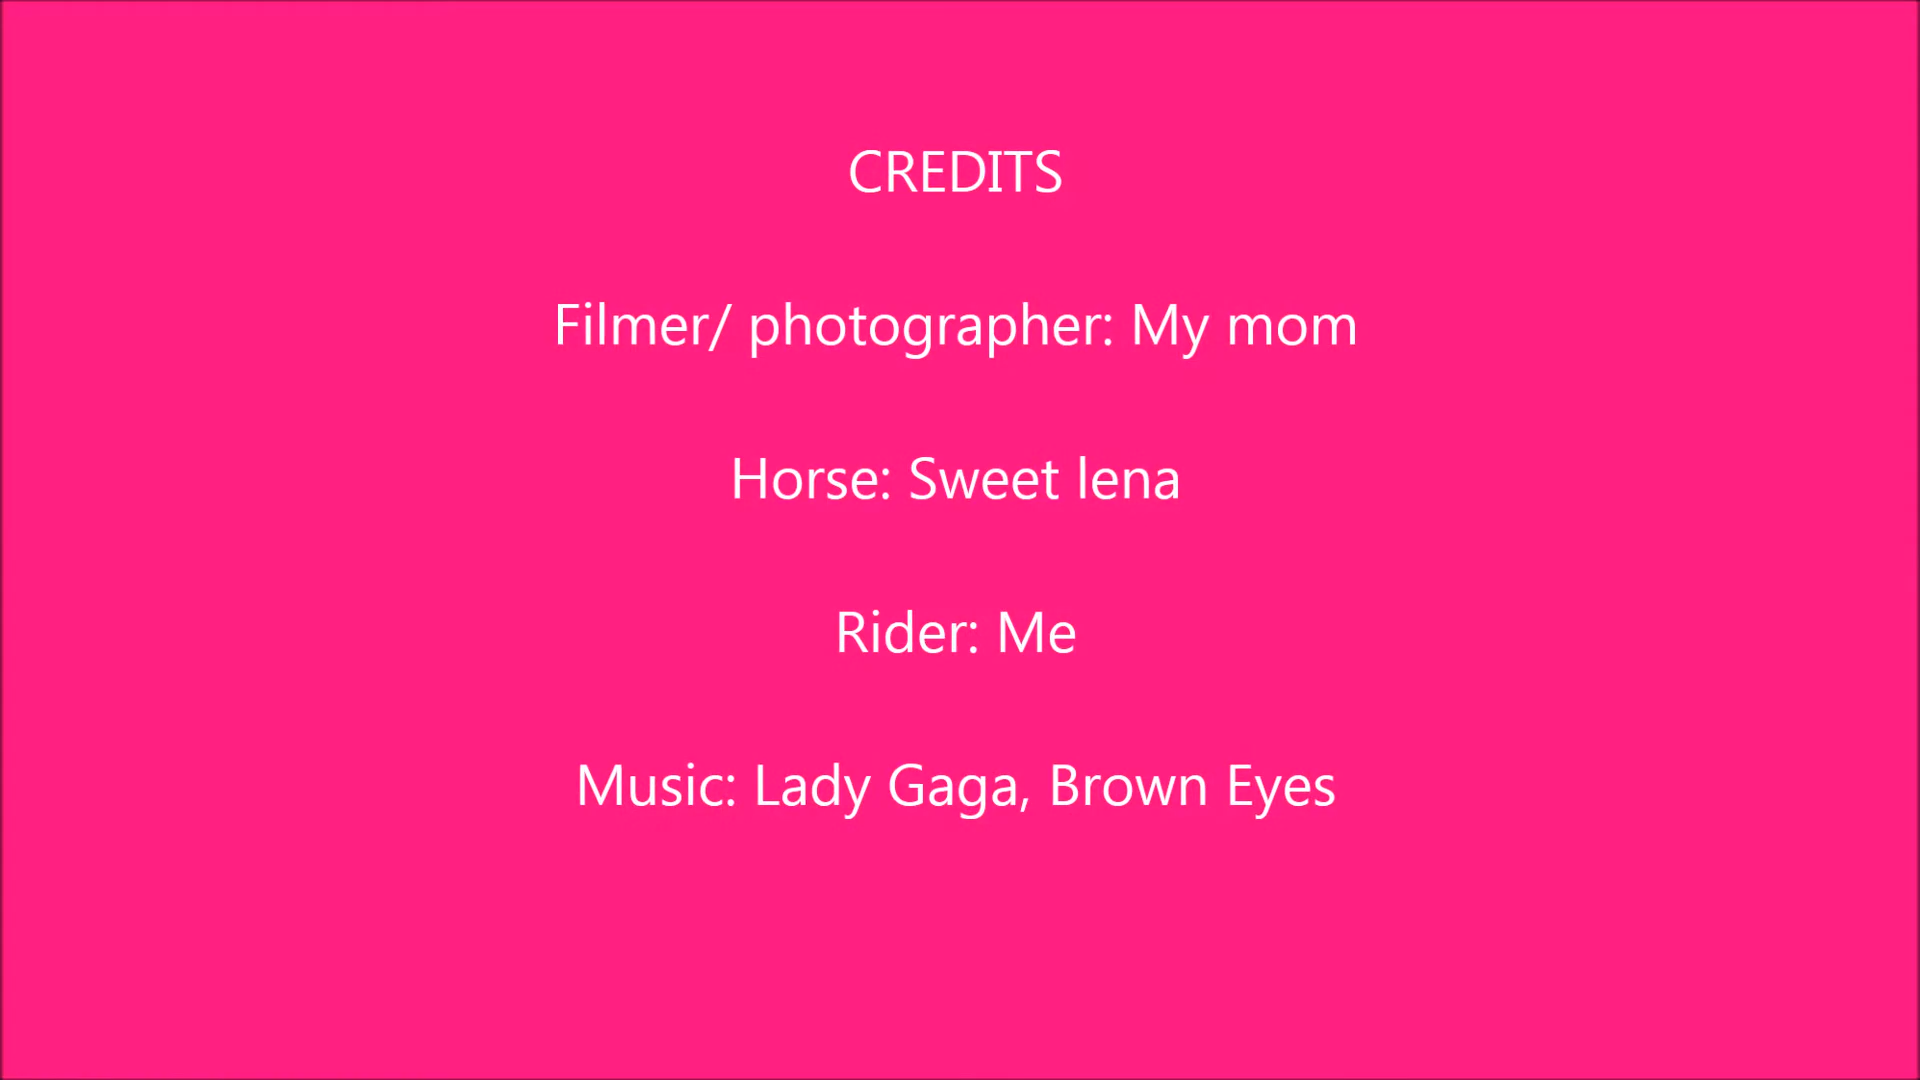 CREDITS
Filmer/ photographer: My mom
Horse: Sweet lena
Rider: Me
Music: Lady Gaga, Brown Eyes